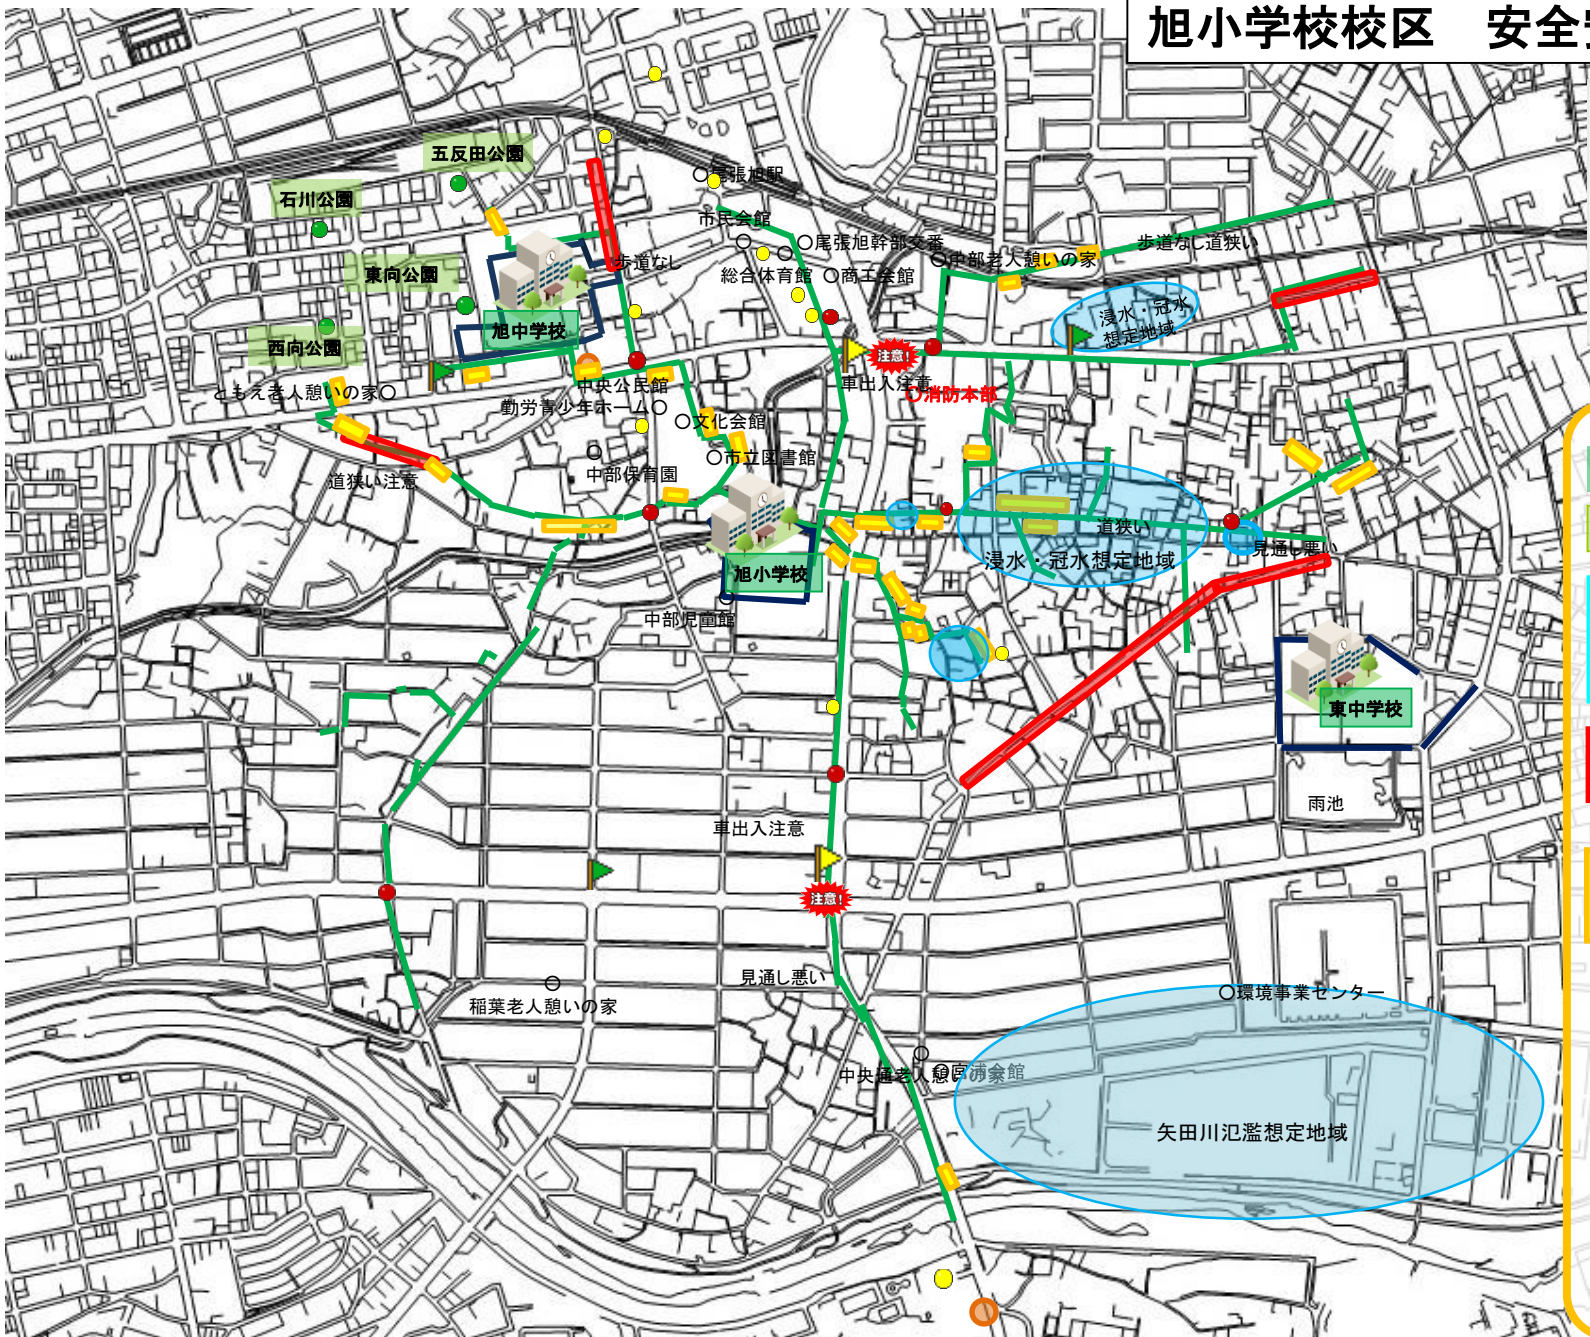 旭小学校校区　安全
五反田公園
尾張旭駅
石川公園
市民会館
歩道なし道狭い
〇尾張旭幹部交番
歩道なし
〇中部老人憩いの家
東向公園
総合体育館
〇商工会館
浸水・冠水
想定地域
旭中学校
西向公園
注意!
車出入注意
中央公民館
ともえ老人憩いの家〇
〇消防本部
勤労青少年ホーム〇
〇文化会館
〇市立図書館
中部保育園
道狭い注意
道狭い
見通し悪い
浸水・冠水想定地域
旭小学校
中部児童館
東中学校
雨池
車出入注意
注意!
見通し悪い
〇環境事業センター
稲葉老人憩いの家
中央通老人憩いの家
矢田川氾濫想定地域